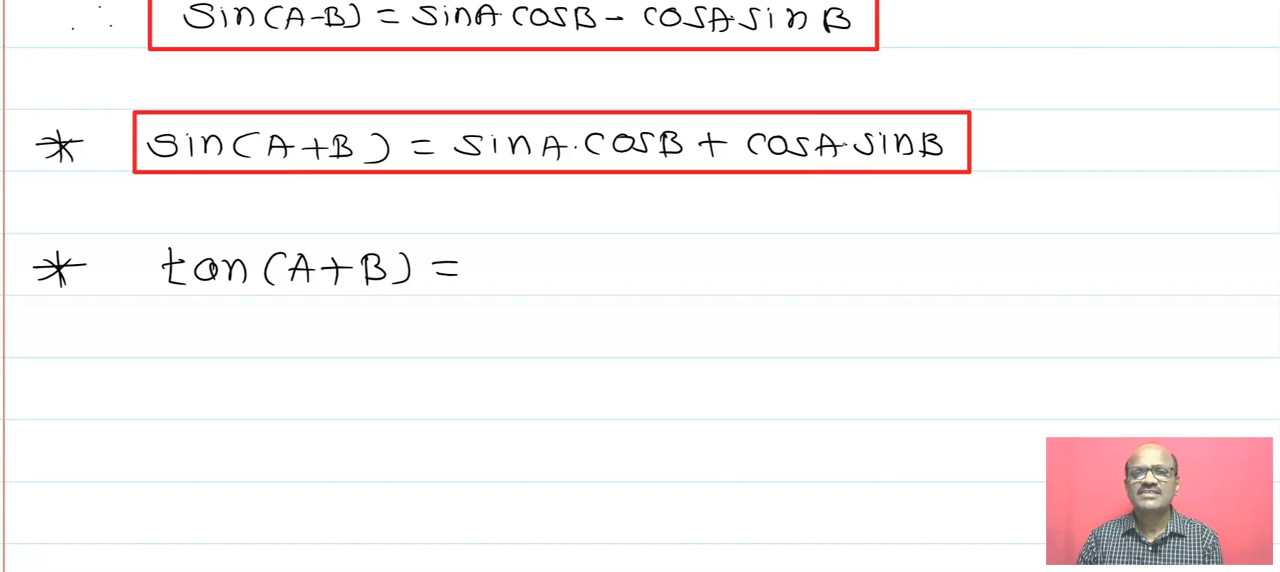 ∴ sin(A-B) = sinA·cosB - cosA·sinB
* sin(A+B) = sinA·cosB + cosA·sinB
* tan(A+B) =